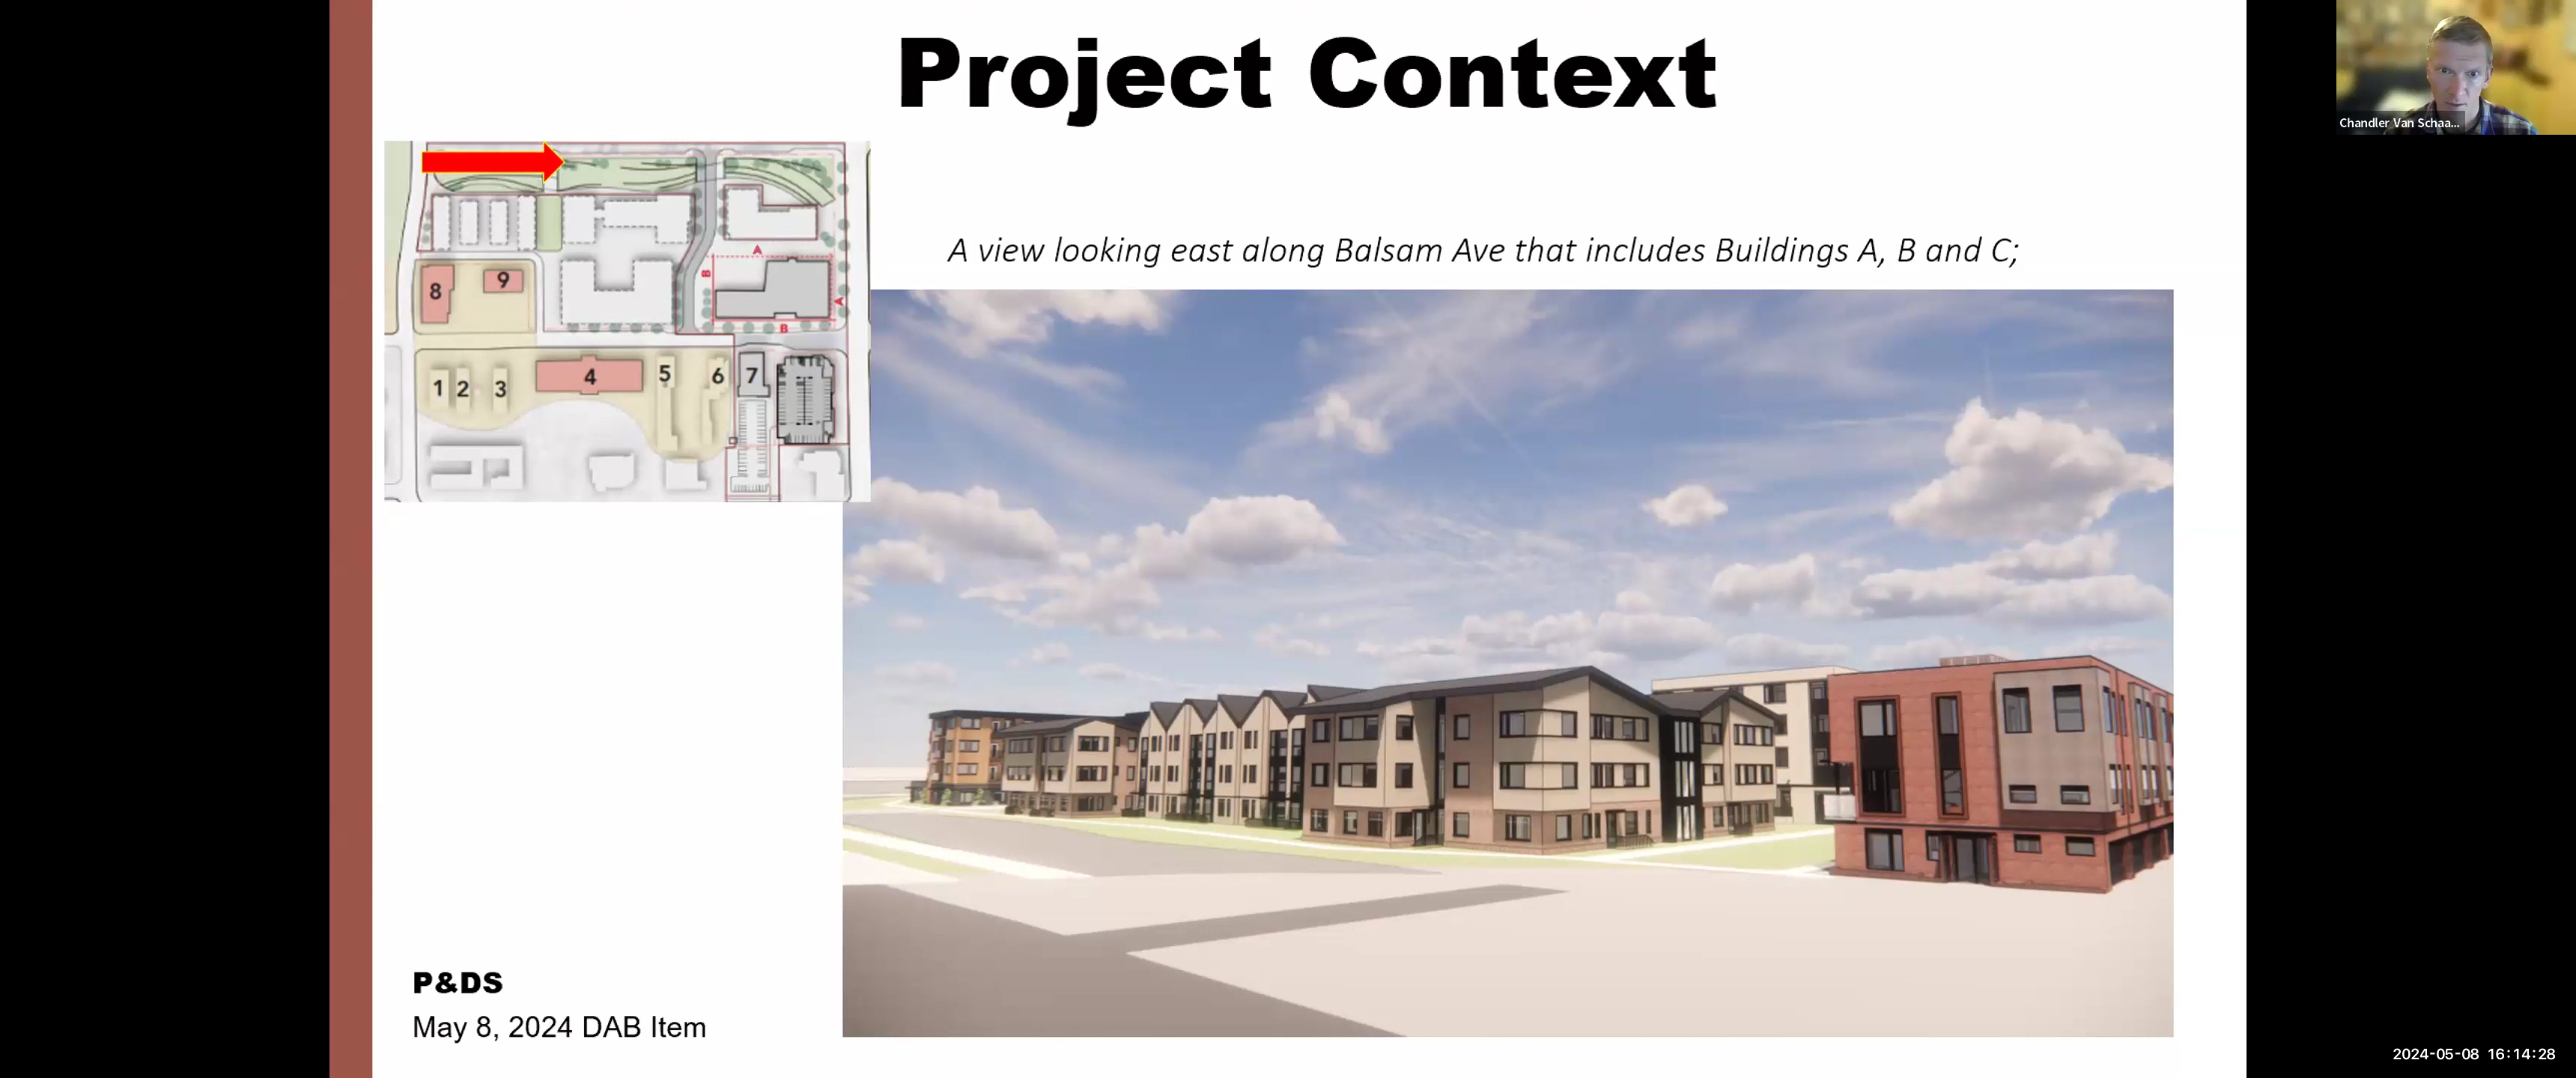 Project Context
A view looking east along Balsam Ave that includes Buildings A, B and C;
A
B
A
B
8
9
1
2
3
4
5
6
7
P&DS
May 8, 2024 DAB Item
Chandler Van Schaa...
2024-05-08 16:14:28